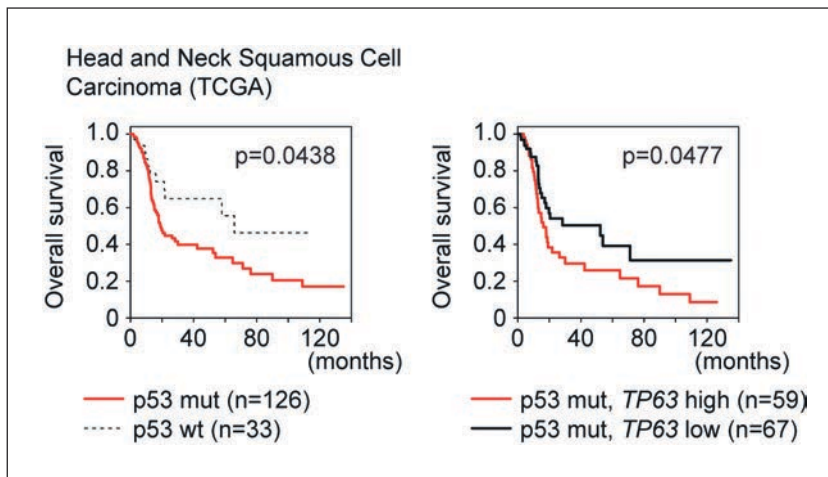 Head and Neck Squamous Cell
Carcinoma (TCGA)
Overall survival
1.0
0.8
0.6
0.4
0.2
0
p=0.0438
0 40 80 120
(months)
p53 mut (n=126)
p53 wt (n=33)
Overall survival
1.0
0.8
0.6
0.4
0.2
0
p=0.0477
0 40 80 120
(months)
p53 mut, TP63 high (n=59)
p53 mut, TP63 low (n=67)